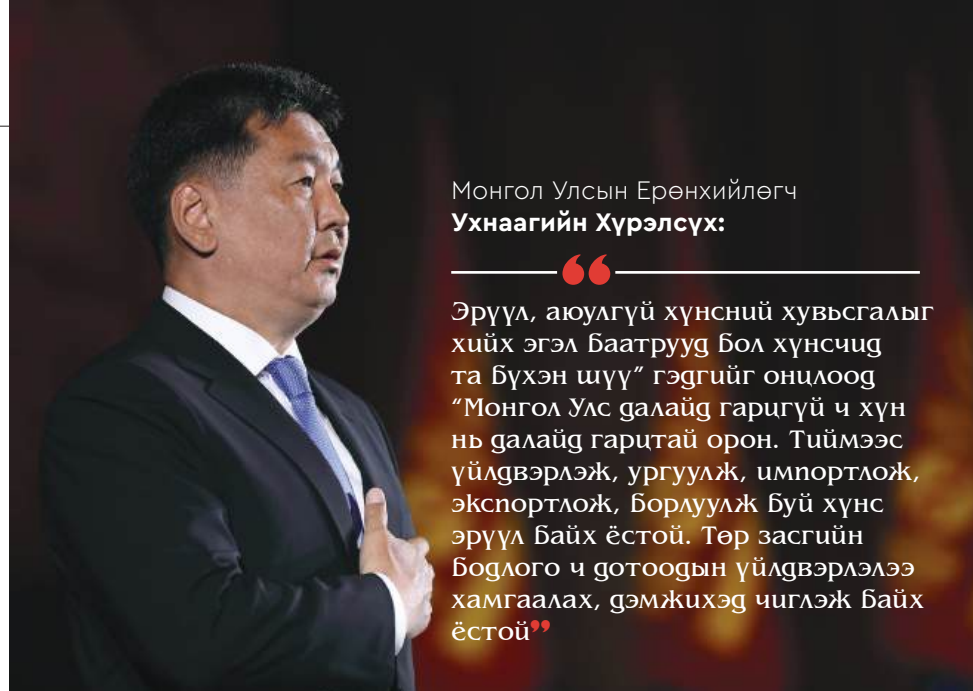 Монгол Улсын Ерөнхийлөгч
Ухнаагийн Хүрэлсүх:
“
Эрүүл, аюулгүй хүнсний хувьсгалыг
хийх эгэл баатрууд бол хүнсчид
та бүхэн шүү” гэдгийг онцлоод
“Монгол Улс далайд гарцгүй ч хүн
нь далайд гарцтай орон. Тиймээс
үйлдвэрлэж, ургуулж, импортлож,
экспортлож, борлуулж буй хүнс
эрүүл байх ёстой. Төр засгийн
бодлого ч дотоодын үйлдвэрлэлээ
хамгаалах, дэмжихэд чиглэж байх
ёстой”